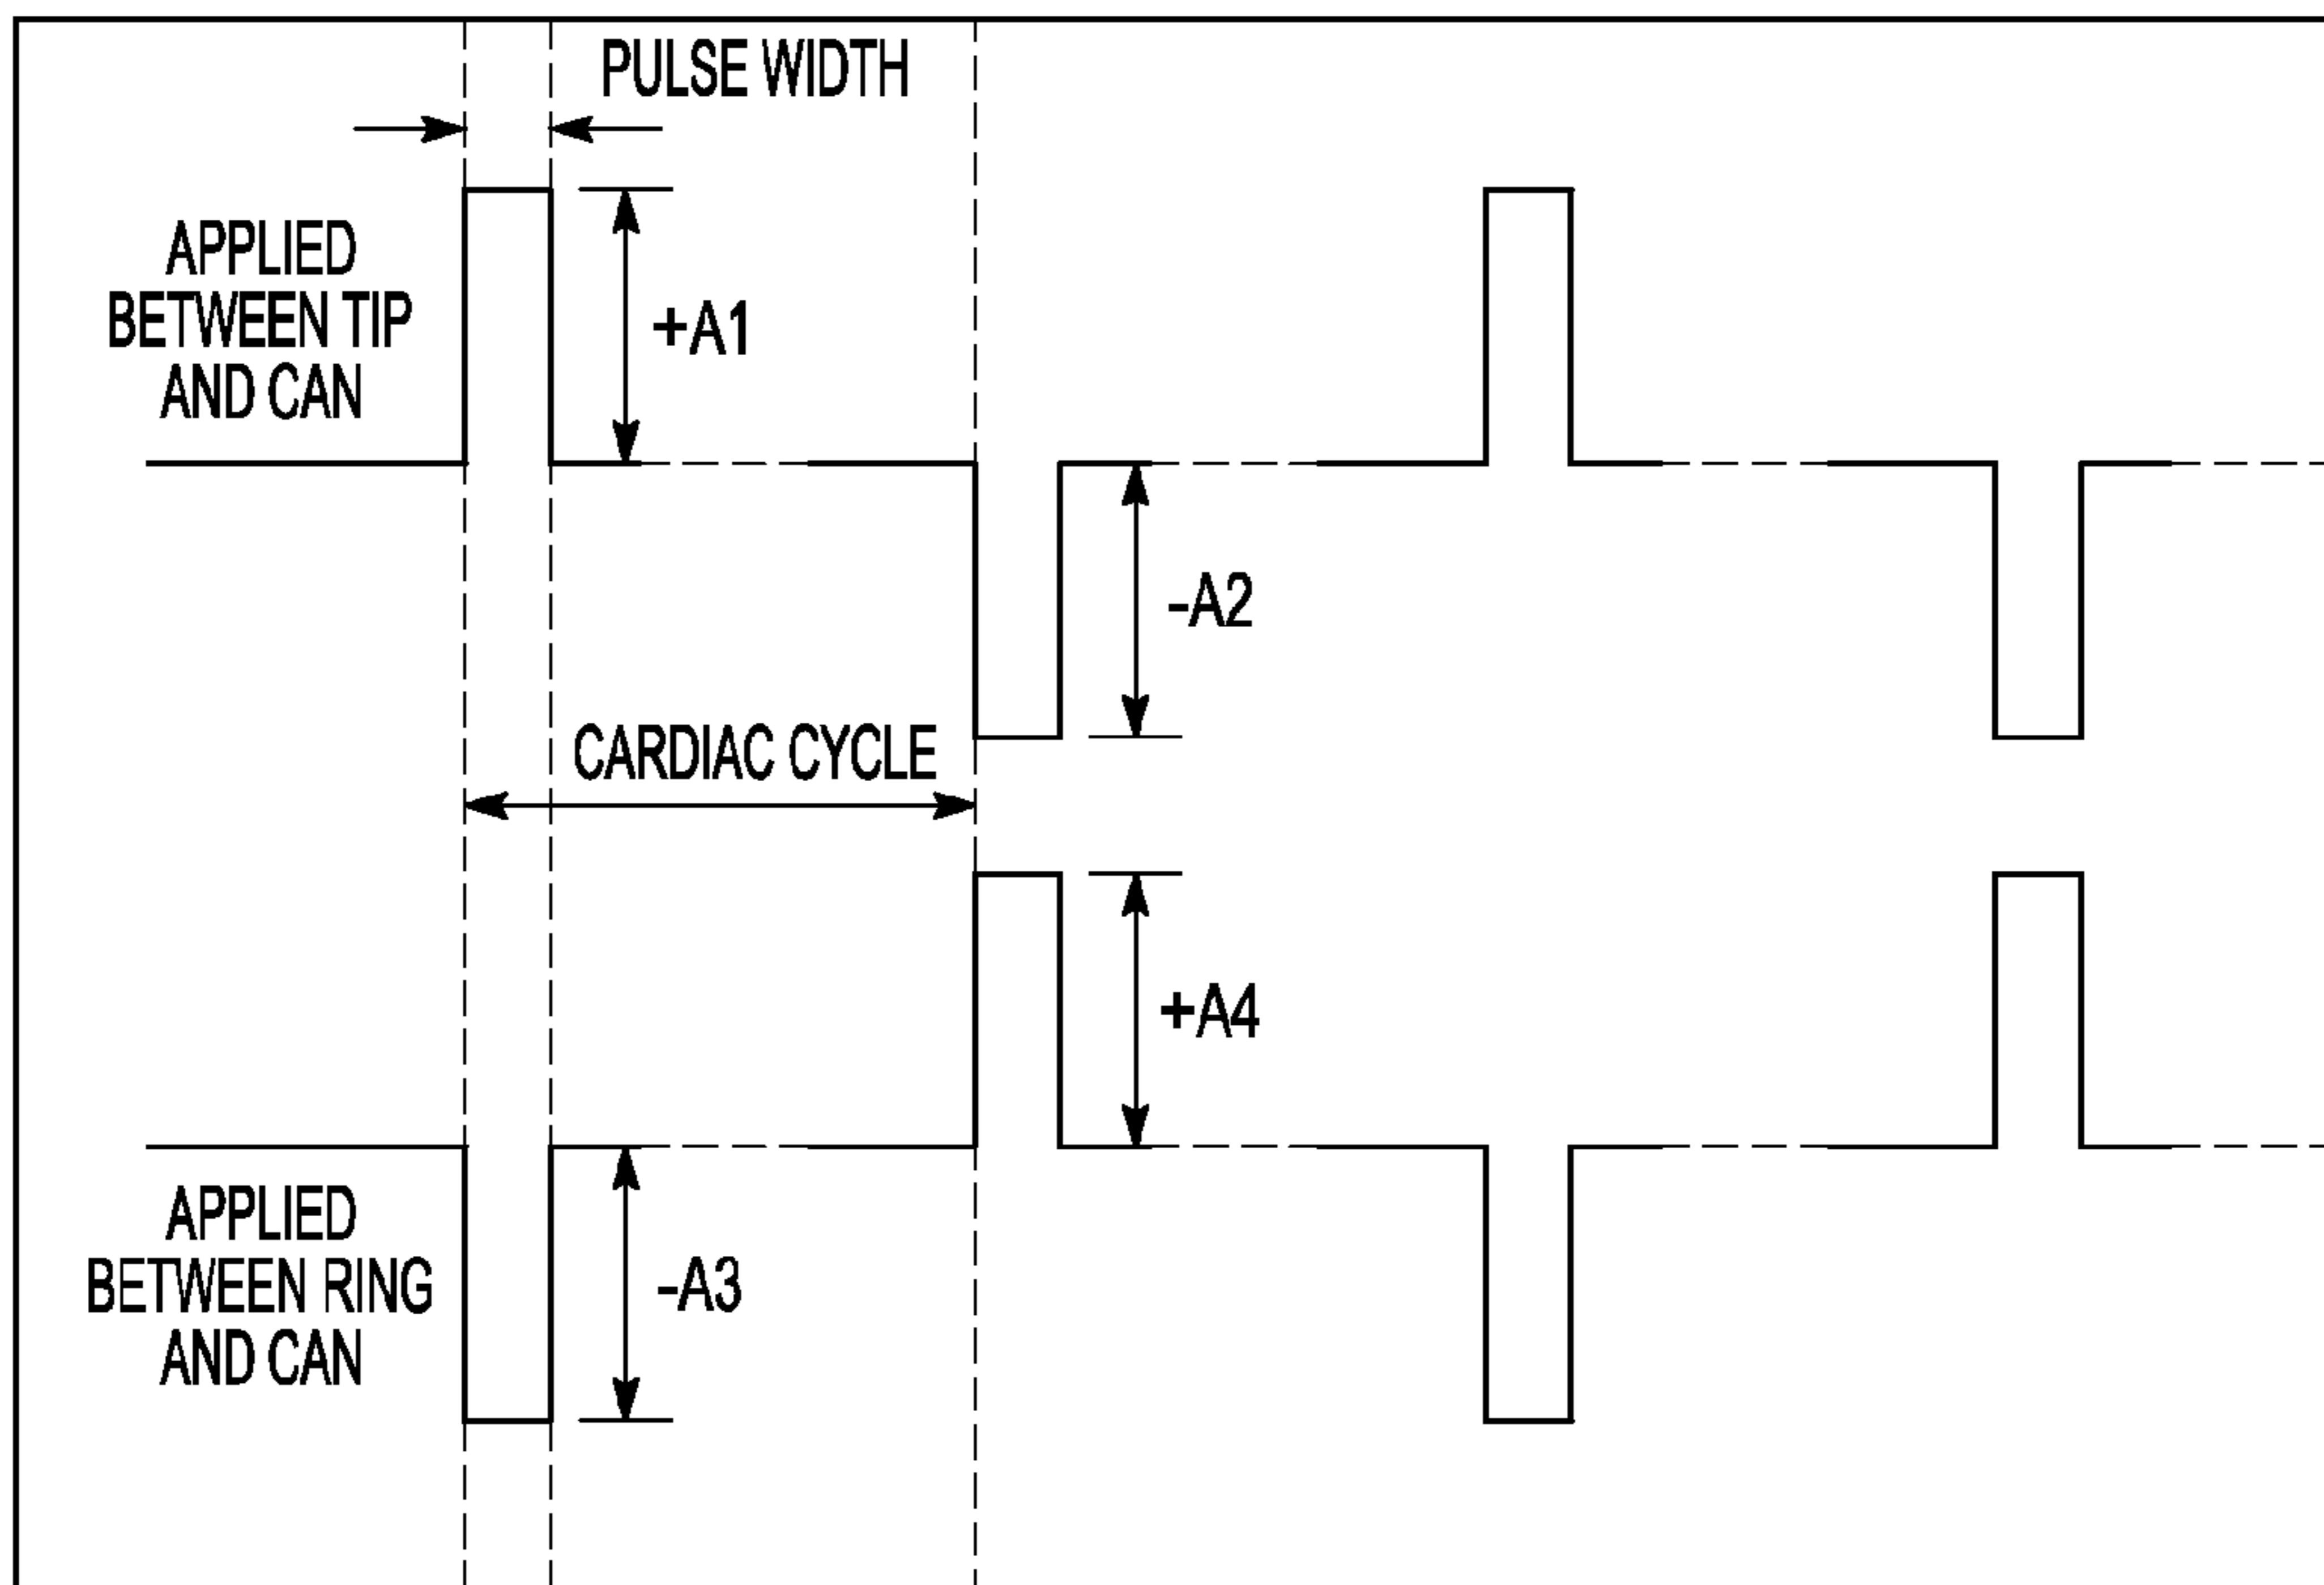 PULSE WIDTH
APPLIED
BETWEEN TIP
AND CAN
+A1
-A2
CARDIAC CYCLE
+A4
APPLIED
BETWEEN RING
AND CAN
-A3